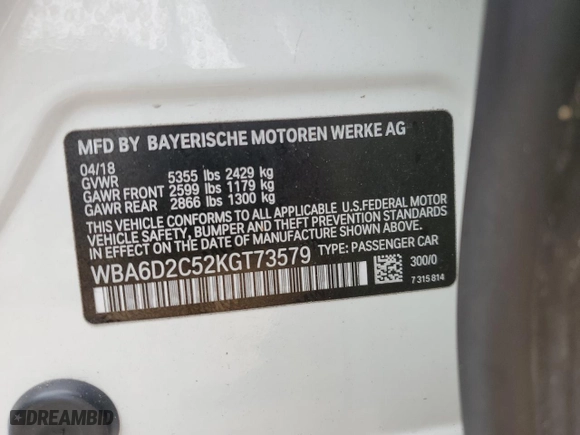 MFD BY BAYERISCHE MOTOREN WERKE AG
04/18
GVWR 5355 lbs 2429 kg
GAWR FRONT 2599 lbs 1179 kg
GAWR REAR 2866 lbs 1300 kg
THIS VEHICLE CONFORMS TO ALL APPLICABLE U.S.FEDERAL MOTOR
VEHICLE SAFETY, BUMPER AND THEFT PREVENTION STANDARDS
IN EFFECT ON THE DATE OF MANUFACTURE SHOWN ABOVE.
WBA6D2C52KGT73579 TYPE: PASSENGER CAR
300/0
7 315 814
DREAMBID